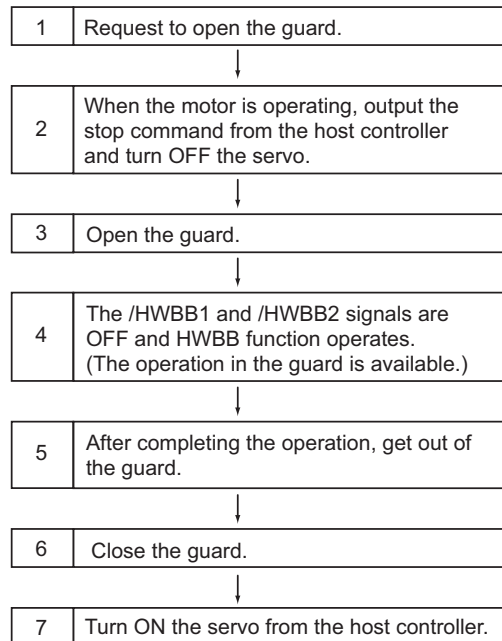 1 Request to open the guard.
2 When the motor is operating, output the
stop command from the host controller
and turn OFF the servo.
3 Open the guard.
4 The /HWBB1 and /HWBB2 signals are
OFF and HWBB function operates.
(The operation in the guard is available.)
5 After completing the operation, get out of
the guard.
6 Close the guard.
7 Turn ON the servo from the host controller.